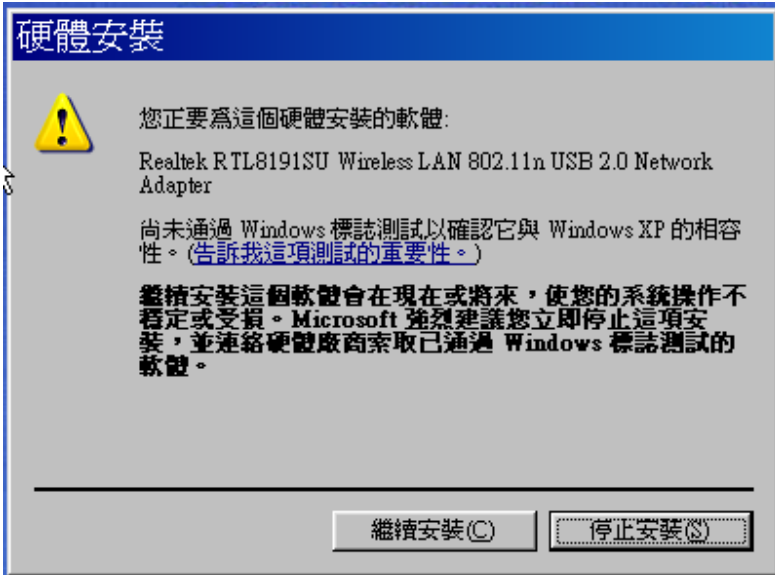 硬體安裝
您正要為這個硬體安裝的軟體:
Realtek RTL8191SU Wireless LAN 802.11n USB 2.0 Network
Adapter
尚未通過 Windows 標誌測試以確認它與 Windows XP 的相容
性。(告訴我這項測試的重要性。)
繼續安裝這個軟體會在現在或將來，使您的系統操作不
穩定或受損。Microsoft 強烈建議您立即停止這項安
裝，並連絡硬體廠商索取已通過 Windows 標誌測試的
軟體。
繼續安裝(C)
停止安裝(S)